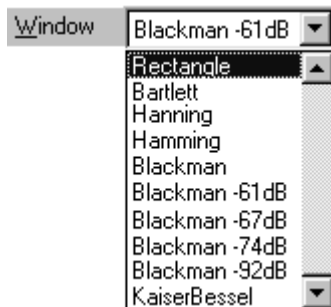 Window Blackman -61dB
Rectangle
Bartlett
Hanning
Hamming
Blackman
Blackman -61dB
Blackman -67dB
Blackman -74dB
Blackman -92dB
KaiserBessel